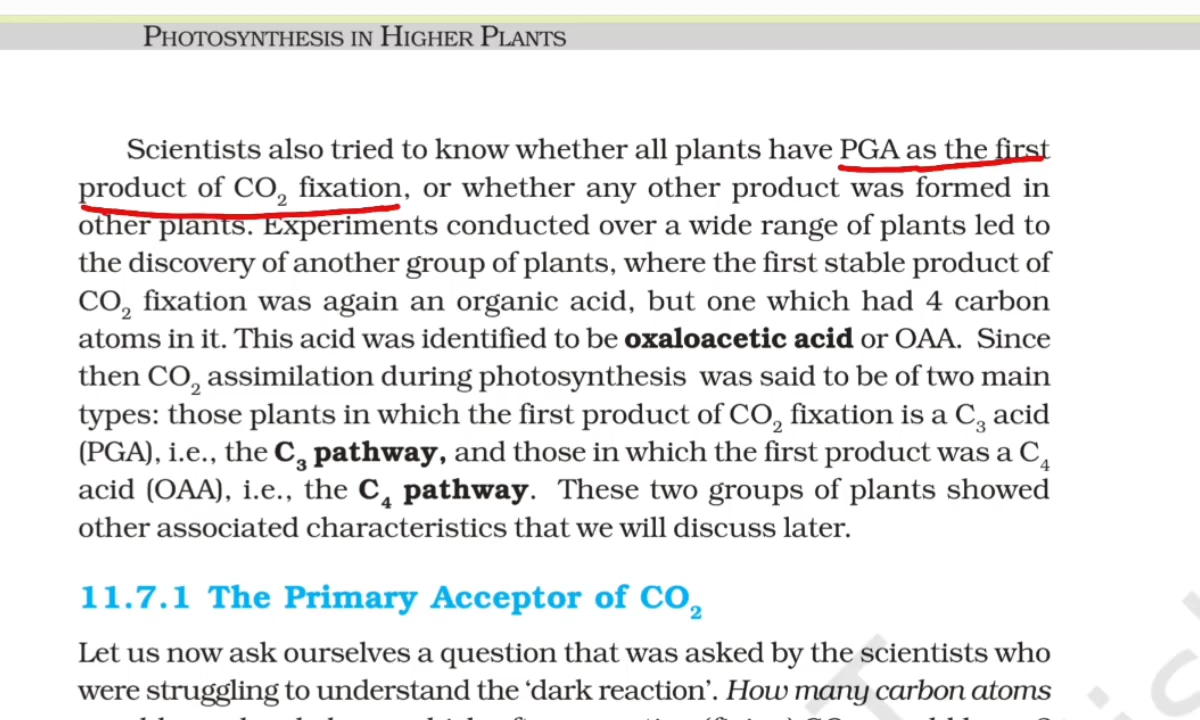 PHOTOSYNTHESIS IN HIGHER PLANTS
Scientists also tried to know whether all plants have PGA as the first
product of CO₂ fixation, or whether any other product was formed in
other plants. Experiments conducted over a wide range of plants led to
the discovery of another group of plants, where the first stable product of
CO₂ fixation was again an organic acid, but one which had 4 carbon
atoms in it. This acid was identified to be oxaloacetic acid or OAA. Since
then CO₂ assimilation during photosynthesis was said to be of two main
types: those plants in which the first product of CO₂ fixation is a C₃ acid
(PGA), i.e., the C₃ pathway, and those in which the first product was a C₄
acid (OAA), i.e., the C₄ pathway. These two groups of plants showed
other associated characteristics that we will discuss later.
11.7.1 The Primary Acceptor of CO₂
Let us now ask ourselves a question that was asked by the scientists who
were struggling to understand the ‘dark reaction’. How many carbon atoms